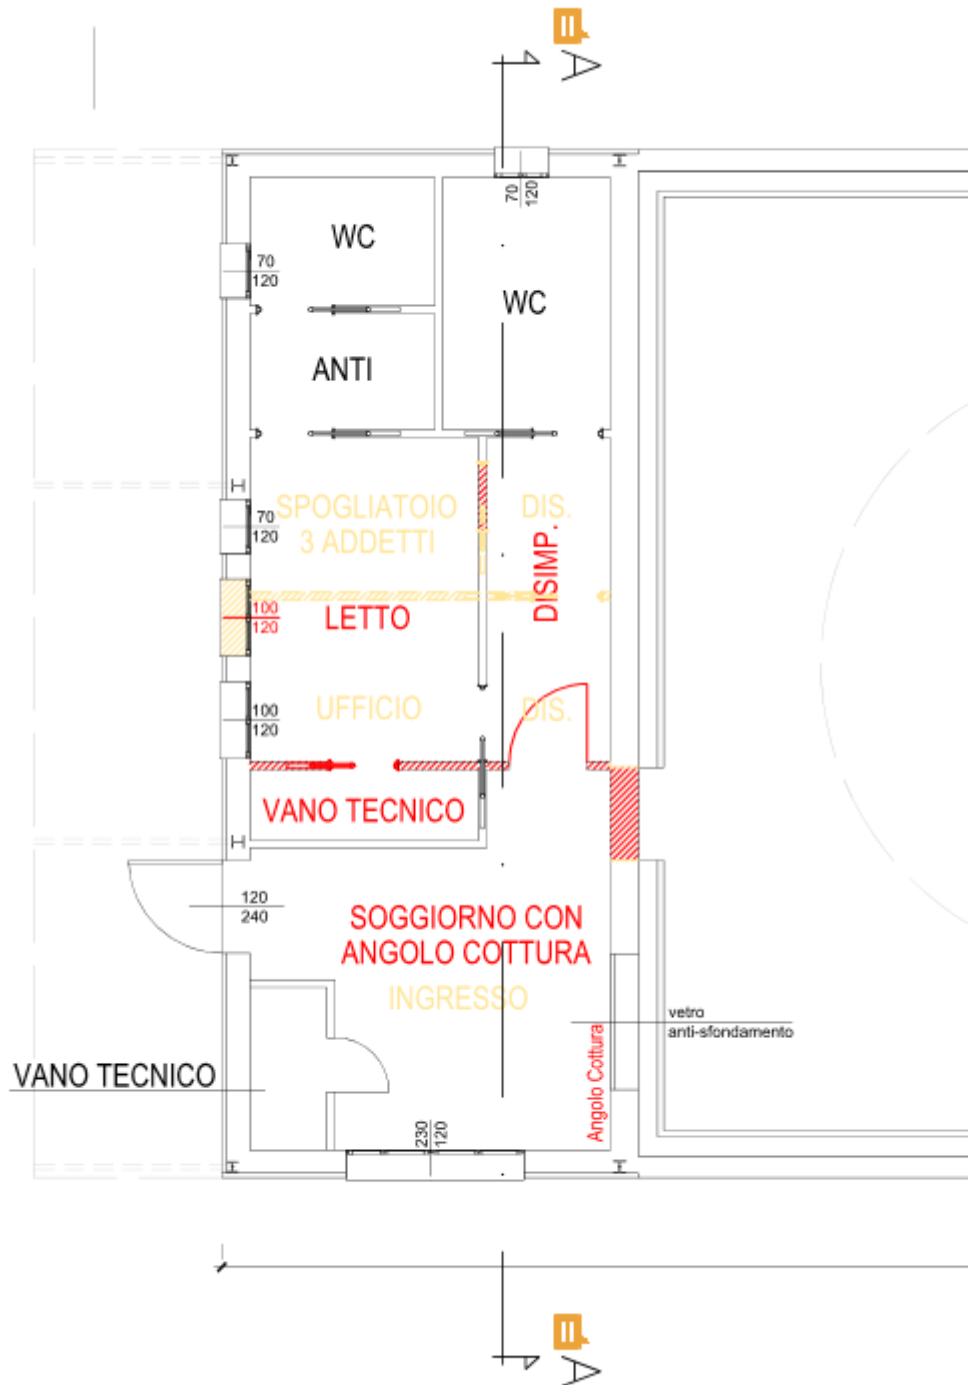 A
70
120
WC
70
120
WC
ANTI
SPOGLIATOIO
3 ADDETTI
DIS.
70
120
DISIMP.
100
120
LETTO
UFFICIO
DIS.
100
120
VANO TECNICO
120
240
SOGGIORNO CON
ANGOLO COTTURA
INGRESSO
vetro
anti-sfondamento
Angolo Cottura
VANO TECNICO
230
120
A